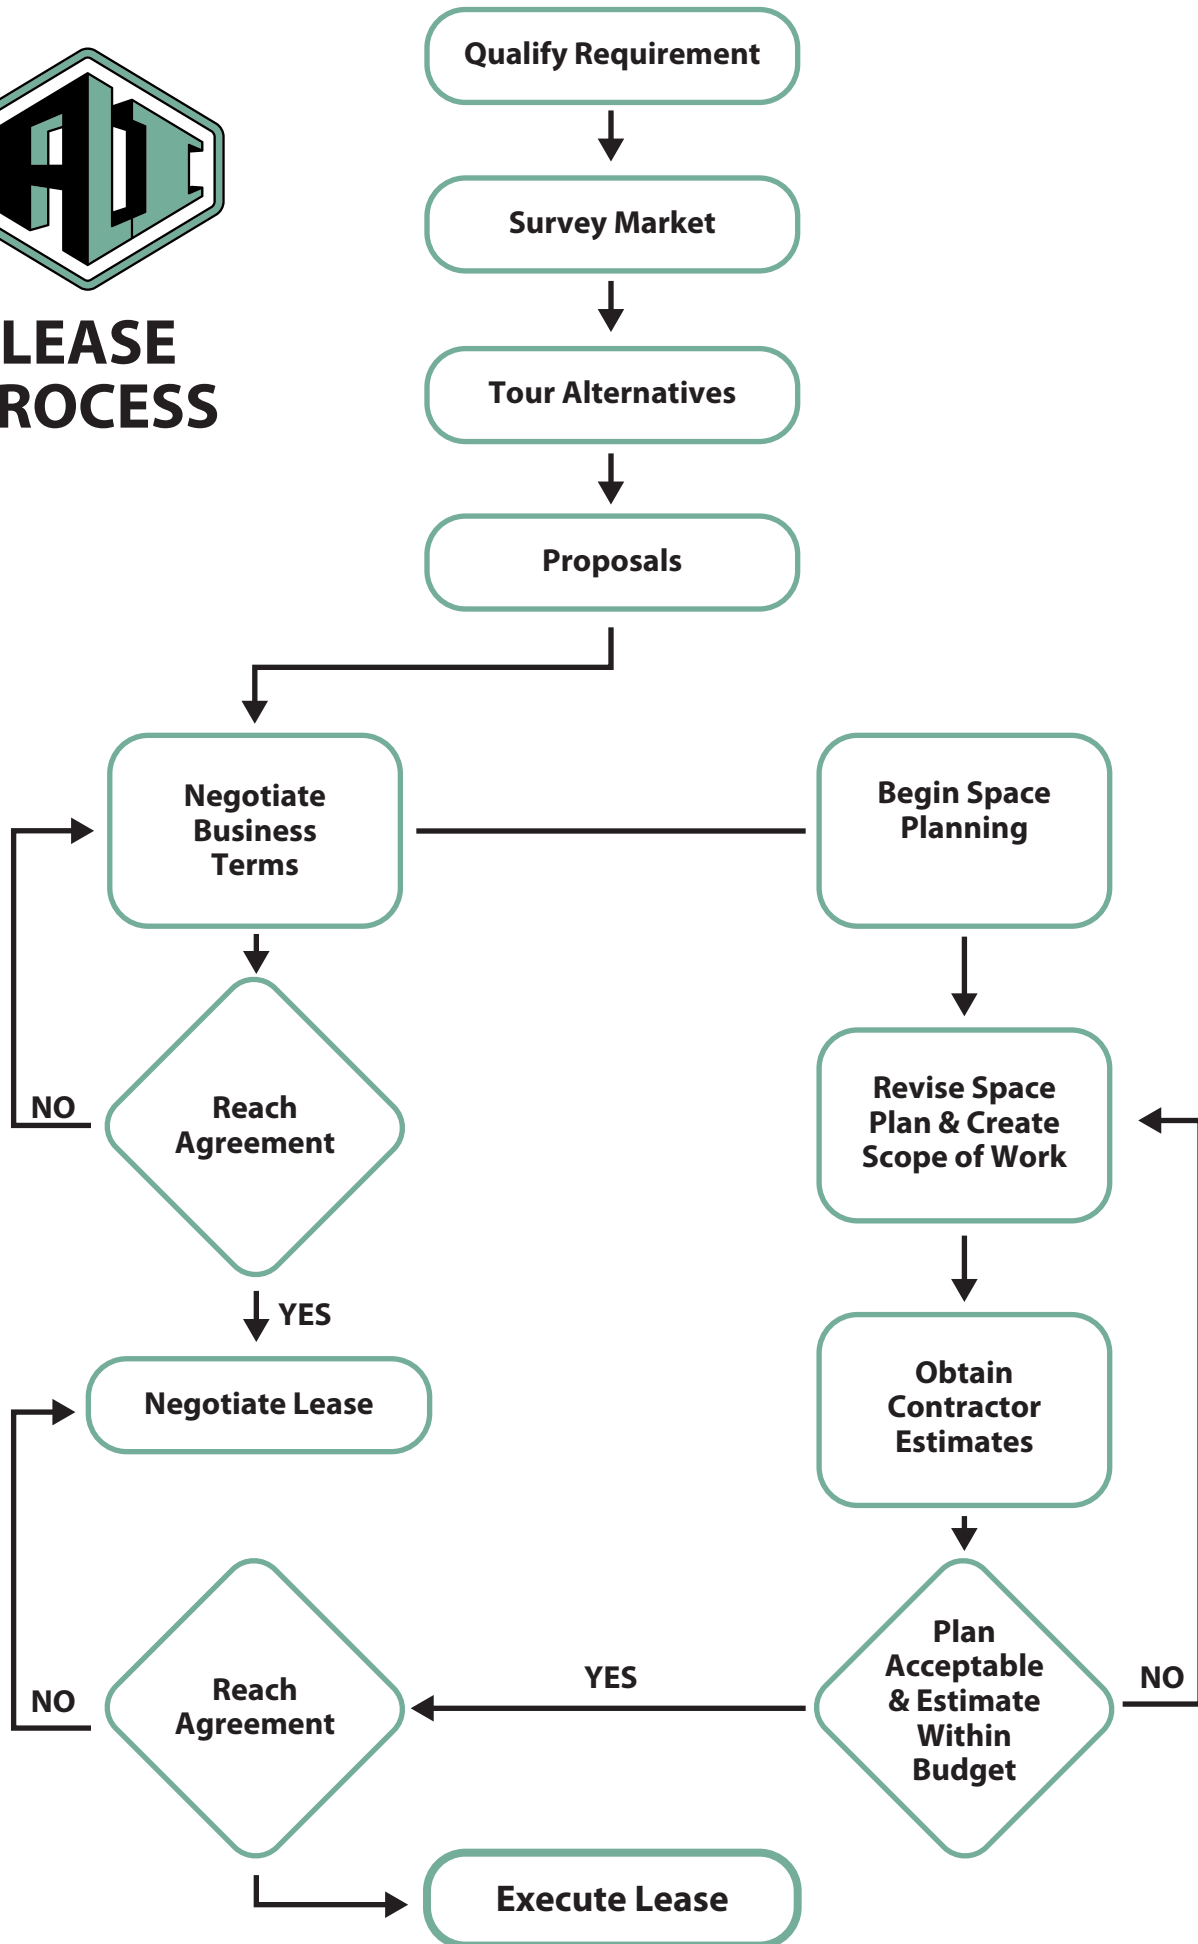 Qualify Requirement
Survey Market
LEASE
ROCESS
Tour Alternatives
Proposals
Negotiate
Business
Terms
Begin Space
Planning
NO
Reach
Agreement
Revise Space
Plan & Create
Scope of Work
YES
Negotiate Lease
Obtain
Contractor
Estimates
NO
Reach
Agreement
YES
Plan
Acceptable
& Estimate
Within
Budget
NO
Execute Lease